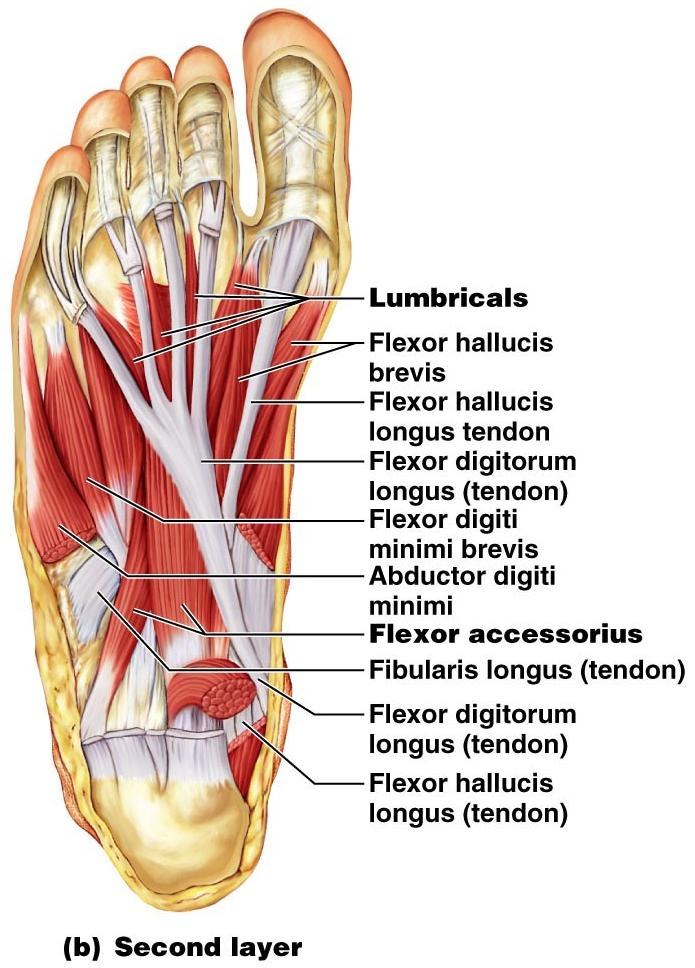 Lumbricals
Flexor hallucis
brevis
Flexor hallucis
longus tendon
Flexor digitorum
longus (tendon)
Flexor digiti
minimi brevis
Abductor digiti
minimi
Flexor accessorius
Fibularis longus (tendon)
Flexor digitorum
longus (tendon)
Flexor hallucis
longus (tendon)
(b) Second layer